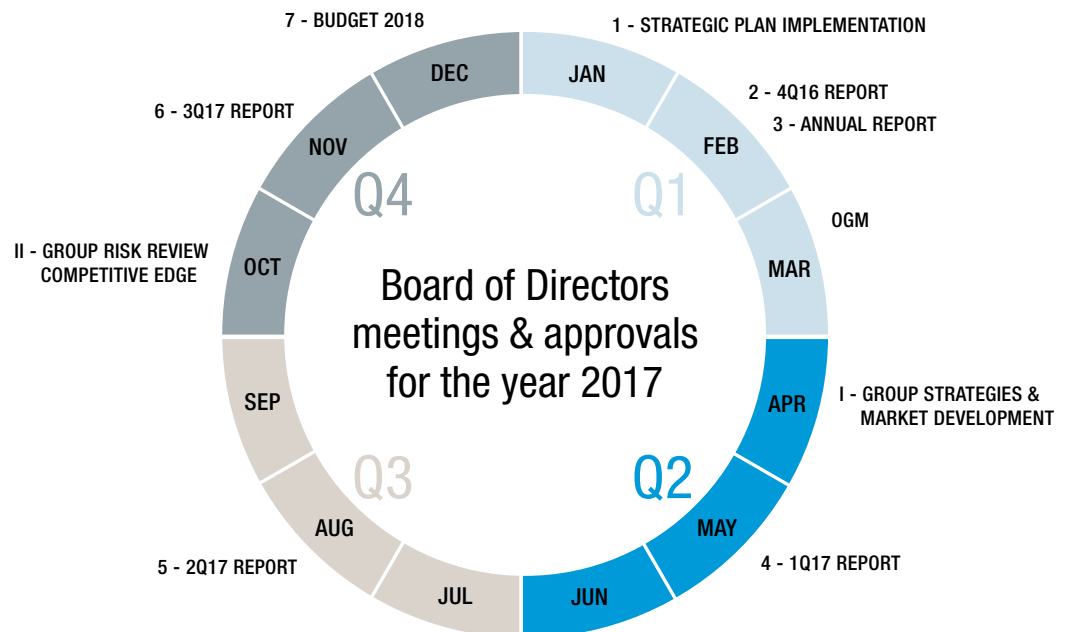 7 - BUDGET 2018
1 - STRATEGIC PLAN IMPLEMENTATION
DEC
JAN
2 - 4Q16 REPORT
3 - ANNUAL REPORT
6 - 3Q17 REPORT
NOV
FEB
Q4
Q1
OGM
II - GROUP RISK REVIEW
COMPETITIVE EDGE
OCT
MAR
Board of Directors
meetings & approvals
for the year 2017
SEP
APR
I - GROUP STRATEGIES &
MARKET DEVELOPMENT
Q3
Q2
AUG
MAY
5 - 2Q17 REPORT
4 - 1Q17 REPORT
JUL
JUN